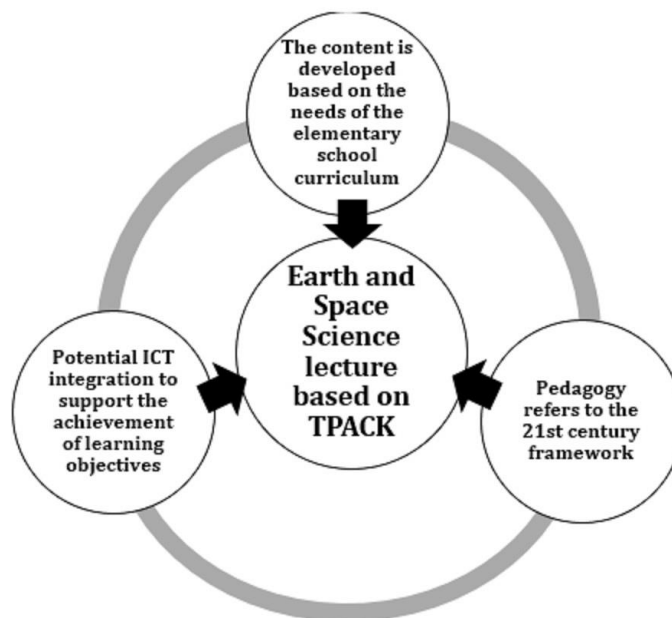 The content is
developed
based on the
needs of the
elementary
school
curriculum
Earth and
Space
Science
lecture
based on
TPACK
Potential ICT
integration to
support the
achievement
of learning
objectives
Pedagogy
refers to the
21st century
framework